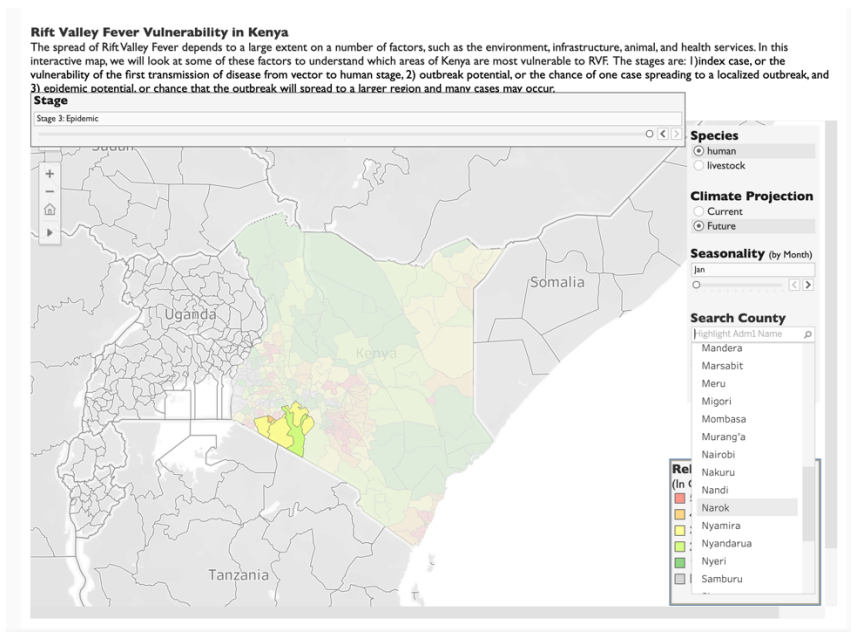 Rift Valley Fever Vulnerability in Kenya
The spread of Rift Valley Fever depends to a large extent on a number of factors, such as the environment, infrastructure, animal, and health services. In this
interactive map, we will look at some of these factors to understand which areas of Kenya are most vulnerable to RVF. The stages are: 1)index case, or the
vulnerability of the first transmission of disease from vector to human stage, 2) outbreak potential, or the chance of one case spreading to a localized outbreak, and
3) epidemic potential, or chance that the outbreak will spread to a larger region and many cases may occur.
Stage
Stage 3: Epidemic
Sudan
Uganda
Kenya
Somalia
Tanzania
Species
human
livestock
Climate Projection
Current
Future
Seasonality (by Month)
Jan
Search County
Highlight Adm1 Name
Mandera
Marsabit
Meru
Migori
Mombasa
Murang'a
Nairobi
Nakuru
Nandi
Narok
Nyamira
Nyandarua
Nyeri
Samburu